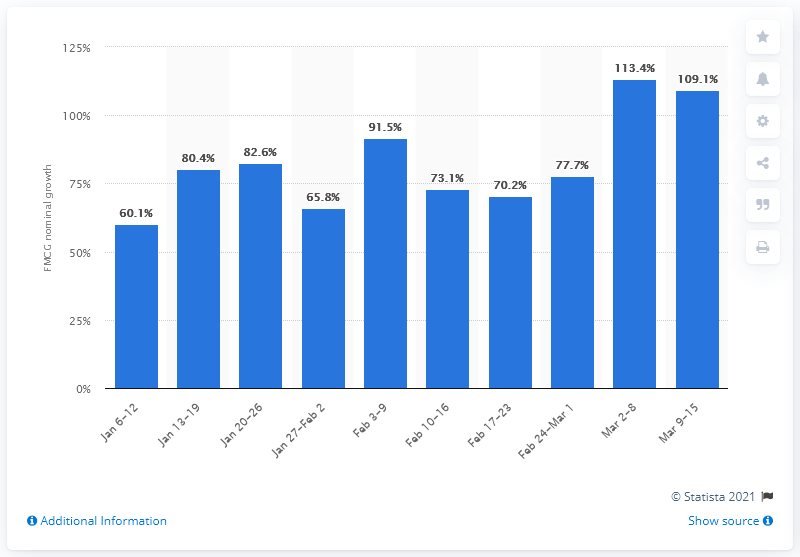 125%
100%
75%
50%
25%
0%
FMCG nominal growth
60.1%
80.4%
82.6%
65.8%
91.5%
73.1%
70.2%
77.7%
113.4%
109.1%
Jan 6–12
Jan 13–19
Jan 20–26
Jan 27–Feb 2
Feb 3–9
Feb 10–16
Feb 17–23
Feb 24–Mar 1
Mar 2–8
Mar 9–15
© Statista 2021
Additional Information
Show source